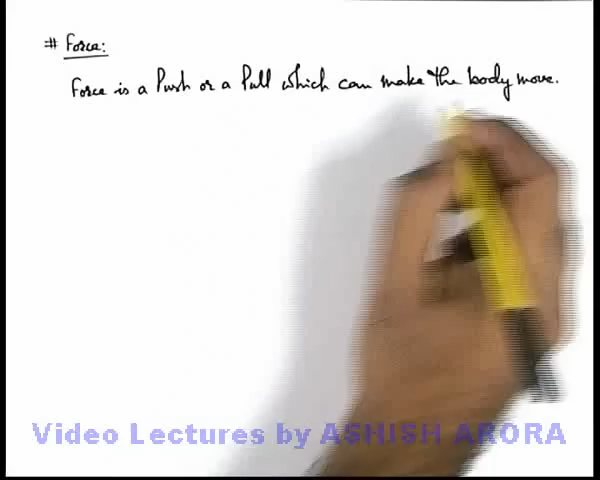 # Force:
Force is a Push or a Pull which can make the body move.
Video Lectures by ASHISH ARORA